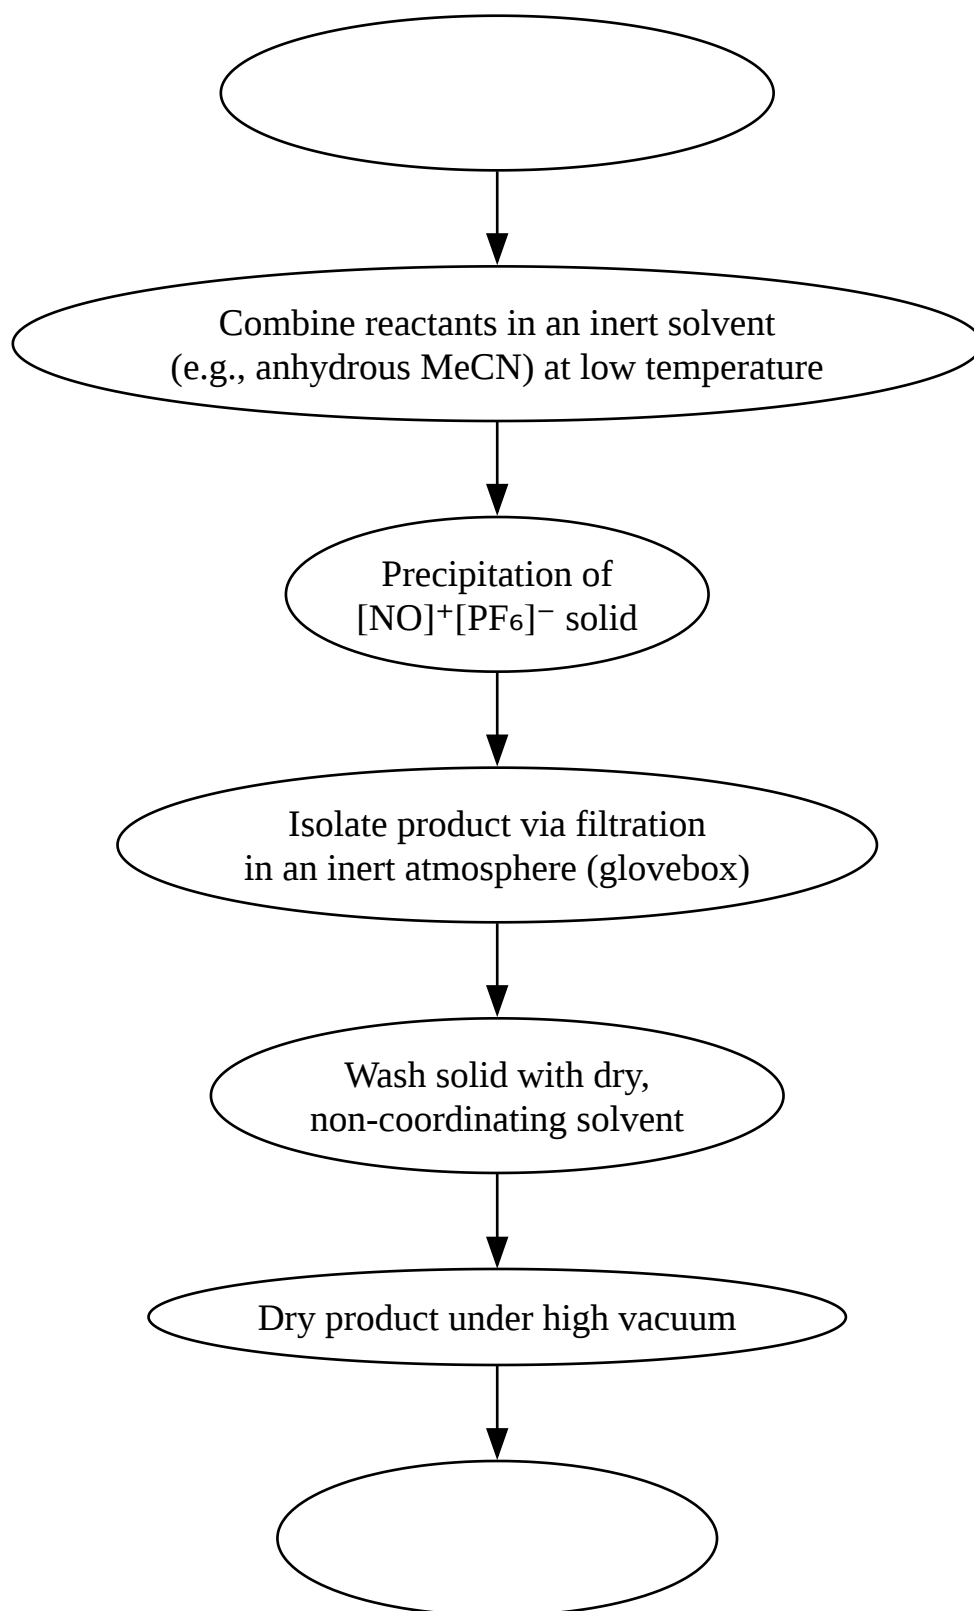 Combine reactants in an inert solvent
(e.g., anhydrous MeCN) at low temperature
Precipitation of
[NO]⁺[PF₆]⁻ solid
Isolate product via filtration
in an inert atmosphere (glovebox)
Wash solid with dry,
non-coordinating solvent
Dry product under high vacuum